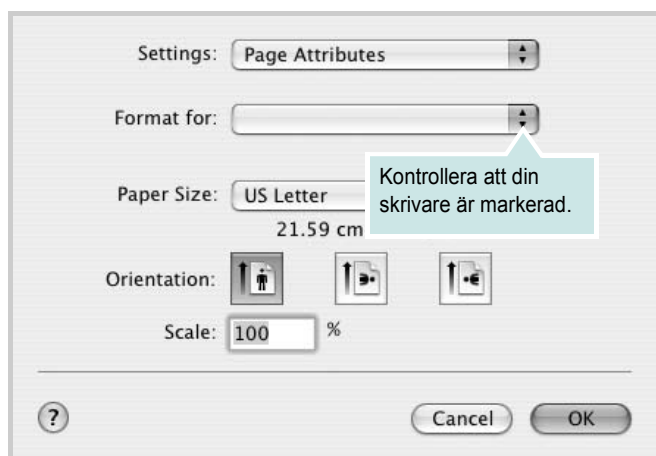 Settings: Page Attributes
Format for:
Kontrollera att din
skrivare är markerad.
Paper Size: US Letter
21.59 cm
Orientation:
Scale: 100 %
? Cancel OK